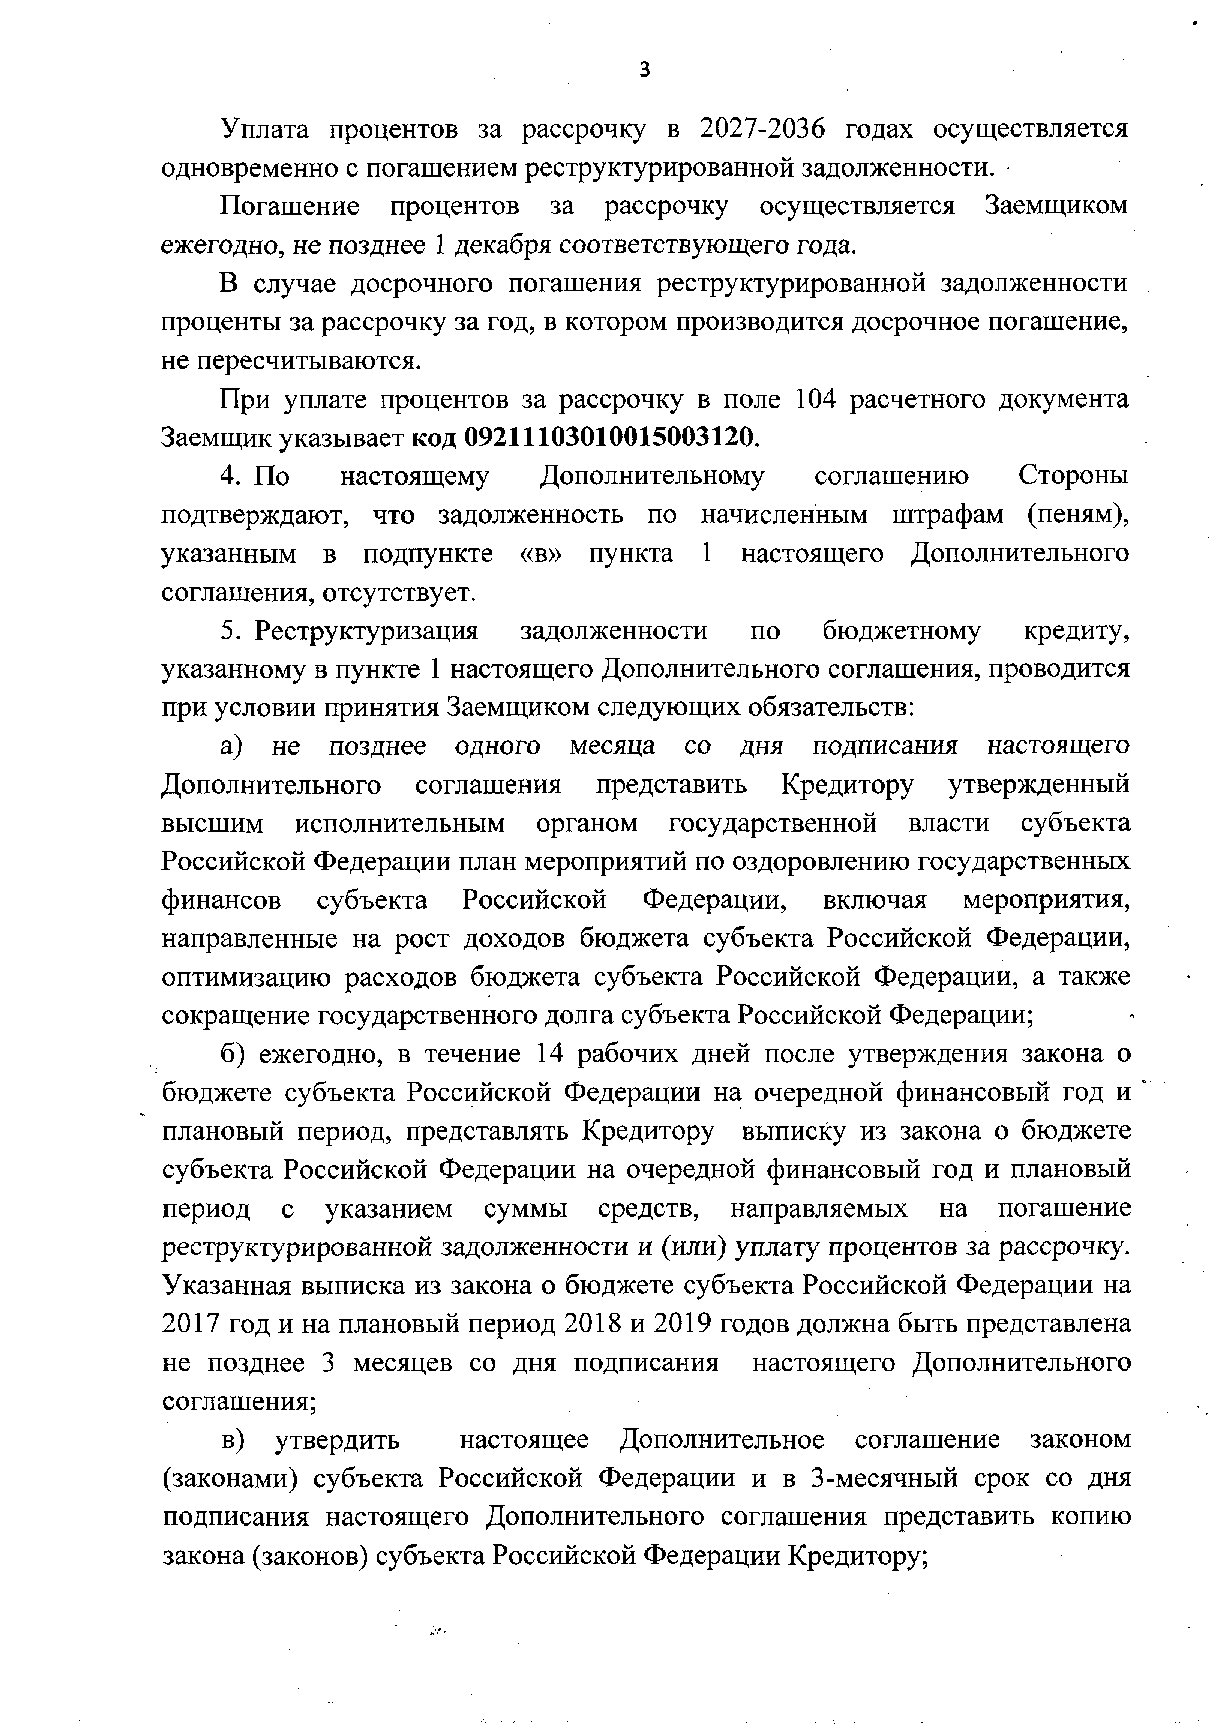 3
Уплата процентов за рассрочку в 2027-2036 годах осуществляется
одновременно с погашением реструктурированной задолженности.
Погашение процентов за рассрочку осуществляется Заемщиком
ежегодно, не позднее 1 декабря соответствующего года.
В случае досрочного погашения реструктурированной задолженности
проценты за рассрочку за год, в котором производится досрочное погашение,
не пересчитываются.
При уплате процентов за рассрочку в поле 104 расчетного документа
Заемщик указывает код 09211103010015003120.
4. По настоящему Дополнительному соглашению Стороны
подтверждают, что задолженность по начисленным штрафам (пеням),
указанным в подпункте «в» пункта 1 настоящего Дополнительного
соглашения, отсутствует.
5. Реструктуризация задолженности по бюджетному кредиту,
указанному в пункте 1 настоящего Дополнительного соглашения, проводится
при условии принятия Заемщиком следующих обязательств:
а) не позднее одного месяца со дня подписания настоящего
Дополнительного соглашения представить Кредитору утвержденный
высшим исполнительным органом государственной власти субъекта
Российской Федерации план мероприятий по оздоровлению государственных
финансов субъекта Российской Федерации, включая мероприятия,
направленные на рост доходов бюджета субъекта Российской Федерации,
оптимизацию расходов бюджета субъекта Российской Федерации, а также
сокращение государственного долга субъекта Российской Федерации;
б) ежегодно, в течение 14 рабочих дней после утверждения закона о
бюджете субъекта Российской Федерации на очередной финансовый год и
плановый период, представлять Кредитору выписку из закона о бюджете
субъекта Российской Федерации на очередной финансовый год и плановый
период с указанием суммы средств, направляемых на погашение
реструктурированной задолженности и (или) уплату процентов за рассрочку.
Указанная выписка из закона о бюджете субъекта Российской Федерации на
2017 год и на плановый период 2018 и 2019 годов должна быть представлена
не позднее 3 месяцев со дня подписания настоящего Дополнительного
соглашения;
в) утвердить настоящее Дополнительное соглашение законом
(законами) субъекта Российской Федерации и в 3-месячный срок со дня
подписания настоящего Дополнительного соглашения представить копию
закона (законов) субъекта Российской Федерации Кредитору;